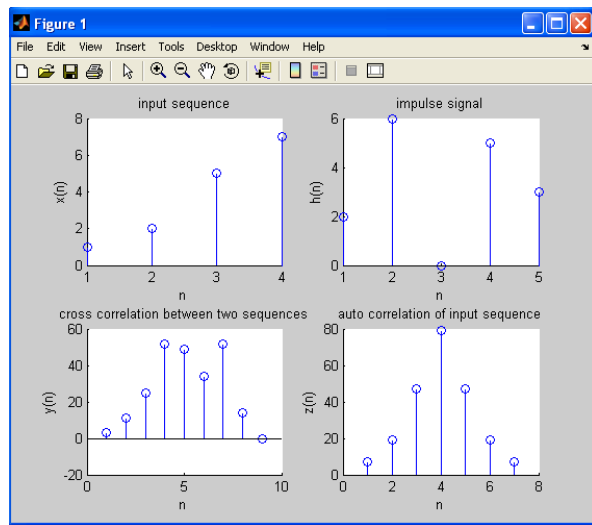 Figure 1
File Edit View Insert Tools Desktop Window Help
input sequence
8
6
4
2
0
x(n)
1 2 3 4
n
impulse signal
6
4
2
0
h(n)
1 2 3 4 5
n
cross correlation between two sequences
60
40
20
0
-20
y(n)
0 5 10
n
auto correlation of input sequence
80
60
40
20
0
z(n)
0 2 4 6 8
n